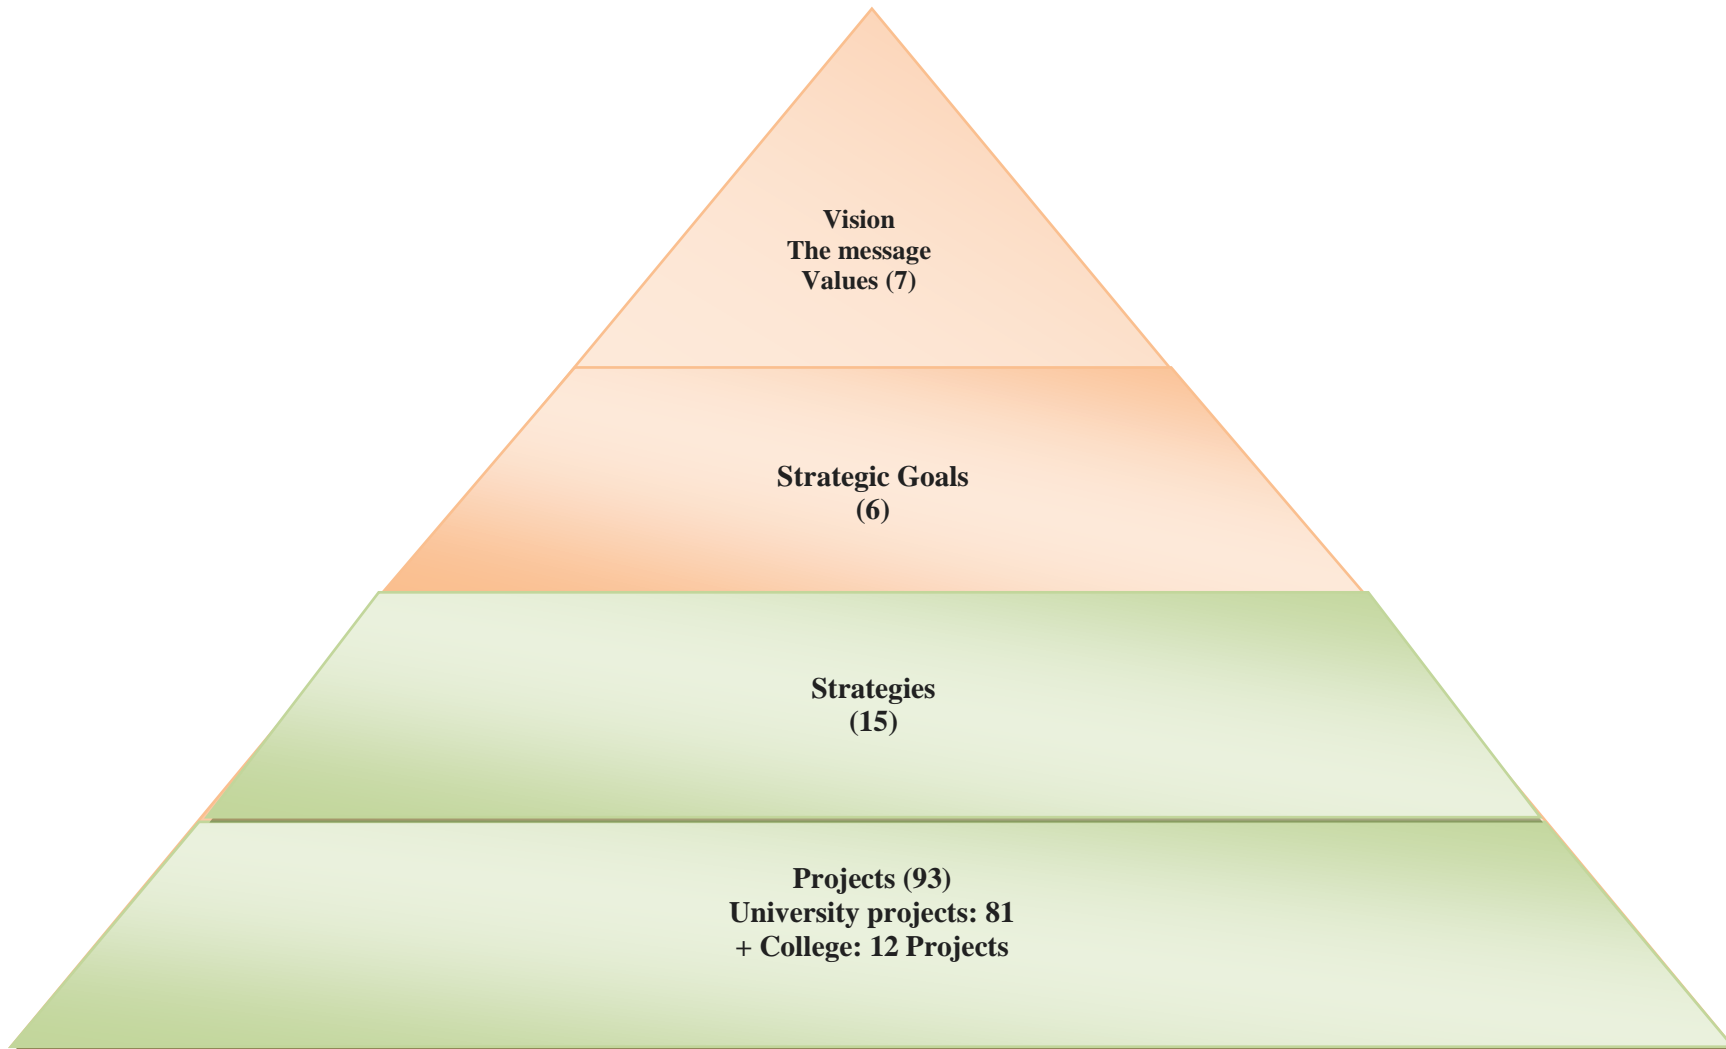 Vision
The message
Values (7)
Strategic Goals
(6)
Strategies
(15)
Projects (93)
University projects: 81
+ College: 12 Projects